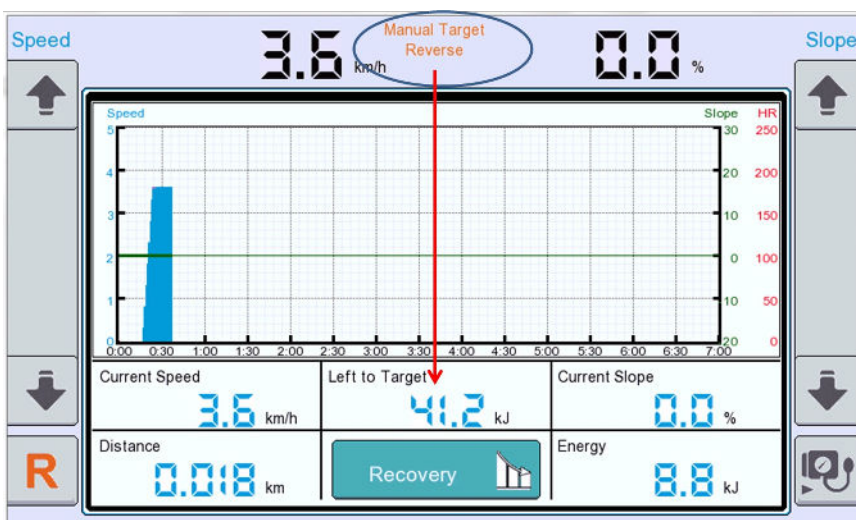 Speed
3.6 km/h
Manual Target
Reverse
0.0 %
Slope
Speed
Slope
HR
5
4
3
2
1
0
30
20
10
0
10
20
250
200
150
100
50
0
0:00 0:30 1:00 1:30 2:00 2:30 3:00 3:30 4:00 4:30 5:00 5:30 6:00 6:30 7:00
Current Speed
3.6 km/h
Left to Target
41.2 kJ
Current Slope
0.0 %
R
Distance
0.018 km
Recovery
Energy
8.8 kJ